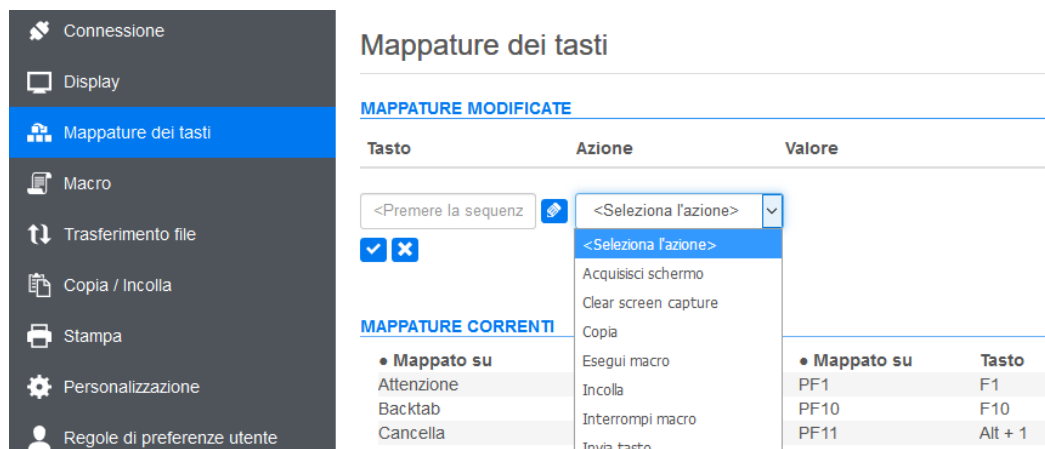 Connessione
Display
Mappature dei tasti
Macro
Trasferimento file
Copia / Incolla
Stampa
Personalizzazione
Regole di preferenze utente
Mappature dei tasti
MAPPATURE MODIFICATE
Tasto Azione Valore
<Premere la sequenz <Seleziona l'azione>
<Seleziona l'azione>
Acquisisci schermo
Clear screen capture
Copia
Esegui macro
Incolla
Interrompi macro
Invia tasto
MAPPATURE CORRENTI
• Mappato su • Mappato su Tasto
Attenzione PF1 F1
Backtab PF10 F10
Cancella PF11 Alt + 1